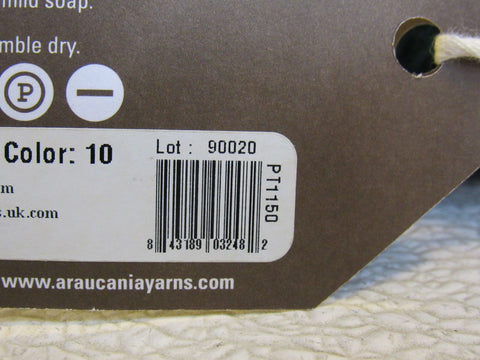 mild soap.
mble dry.
P
Color: 10
Lot : 90020
m
s.uk.com
PT1150
8 43189 03248 2
www.araucaniayarns.com